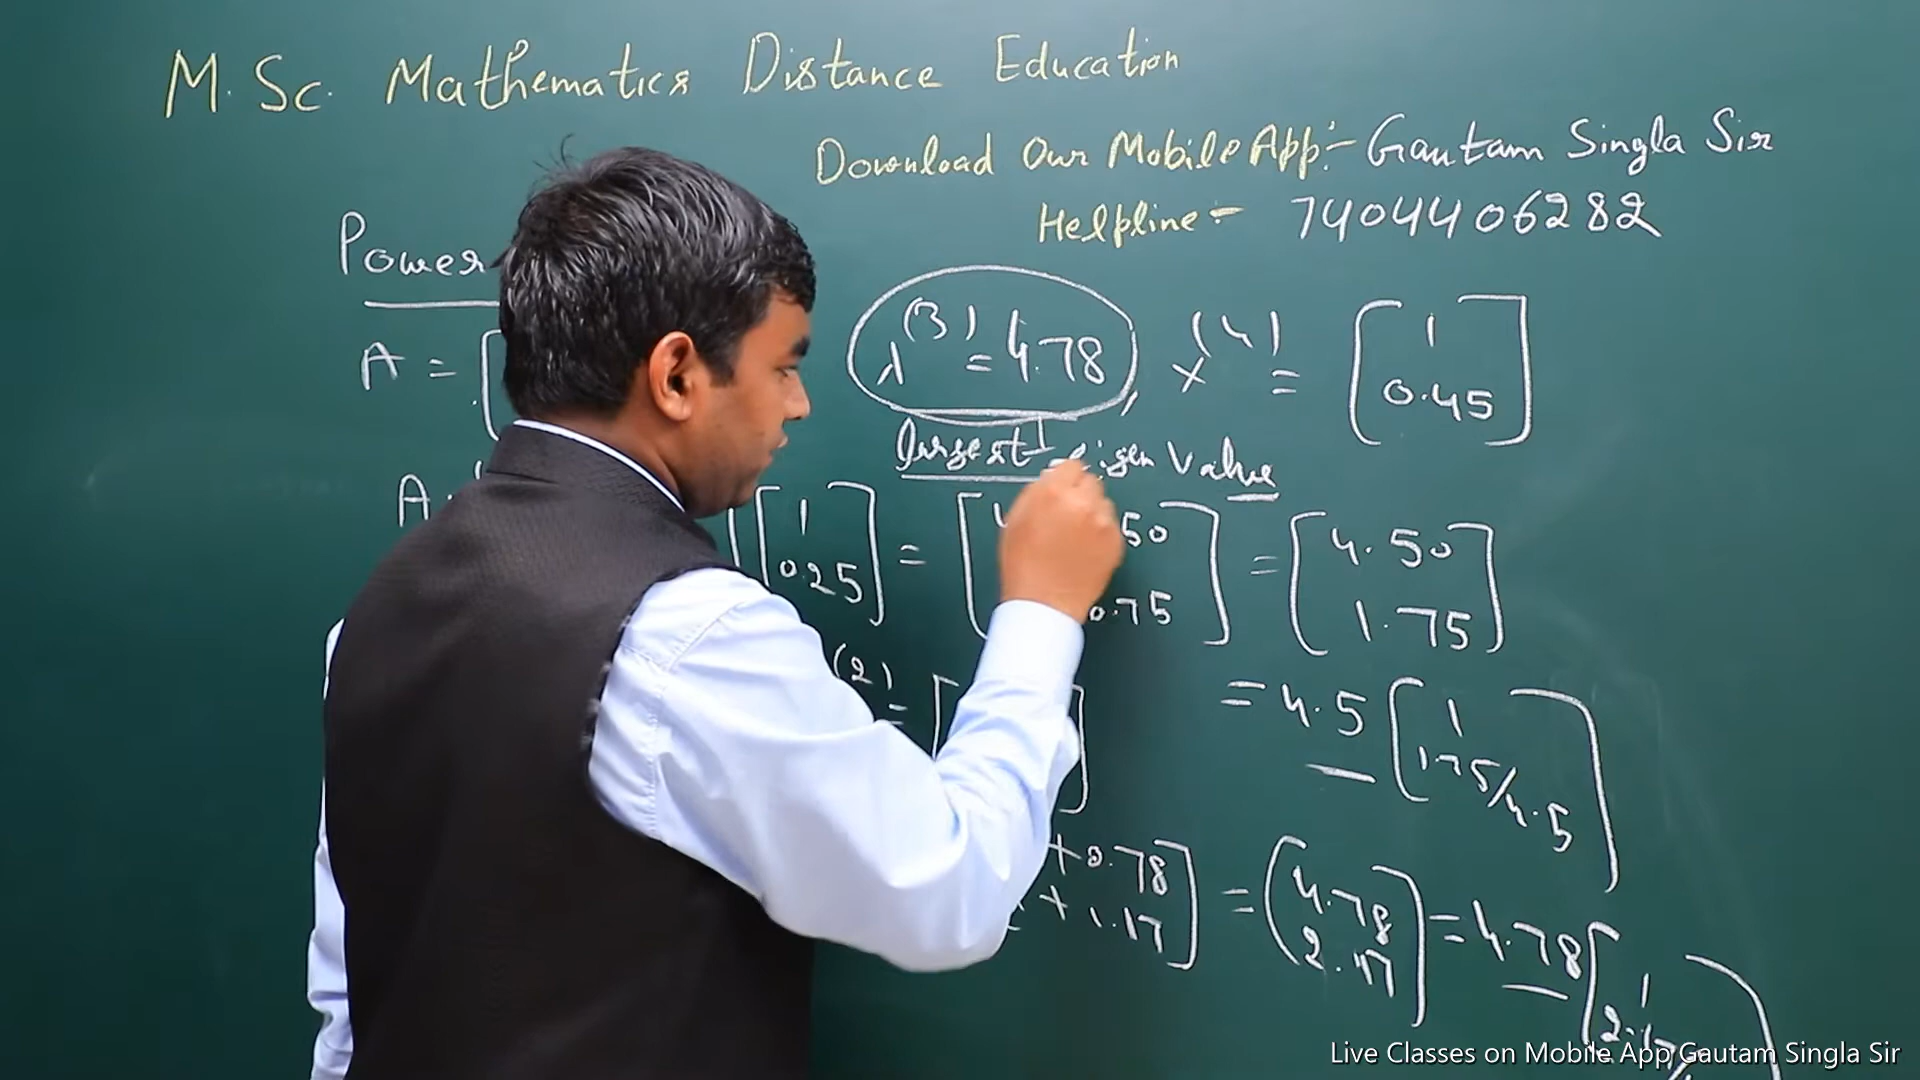 M. Sc. Mathematics Distance Education
Download Our Mobile App:- Gautam Singla Sir
Helpline - 7404406282
Power
λ(3) = 4.78, x(4) = [1
0.45]
A = [
largest eigen value
A
[1
0.25] = [ 50
0.75] = [4.50
1.75]
(2) = [
= 4.5 [1
1.75/4.5]
+ 0.78
+ 1.17] = (4.78
2.17] = 4.78 [1
2.17
Live Classes on Mobile App Gautam Singla Sir